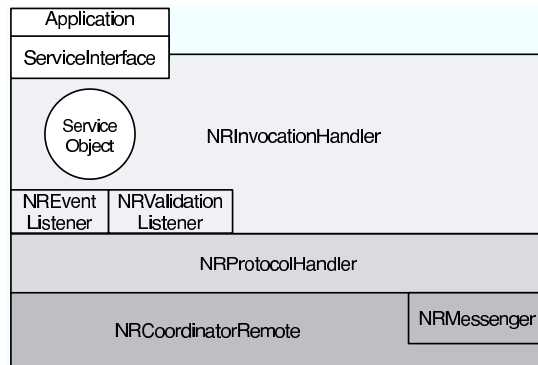 Application
ServiceInterface
Service
Object
NRInvocationHandler
NREvent
Listener
NRValidation
Listener
NRProtocolHandler
NRCoordinatorRemote
NRMessenger